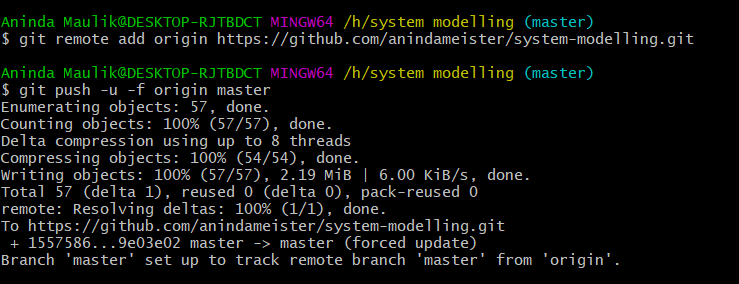 Aninda Maulik@DESKTOP-RJTBDCT MINGW64 /h/system modelling (master)
$ git remote add origin https://github.com/anindameister/system-modelling.git
Aninda Maulik@DESKTOP-RJTBDCT MINGW64 /h/system modelling (master)
$ git push -u -f origin master
Enumerating objects: 57, done.
Counting objects: 100% (57/57), done.
Delta compression using up to 8 threads
Compressing objects: 100% (54/54), done.
Writing objects: 100% (57/57), 2.19 MiB | 6.00 KiB/s, done.
Total 57 (delta 1), reused 0 (delta 0), pack-reused 0
remote: Resolving deltas: 100% (1/1), done.
To https://github.com/anindameister/system-modelling.git
 + 1557586...9e03e02 master -> master (forced update)
Branch 'master' set up to track remote branch 'master' from 'origin'.